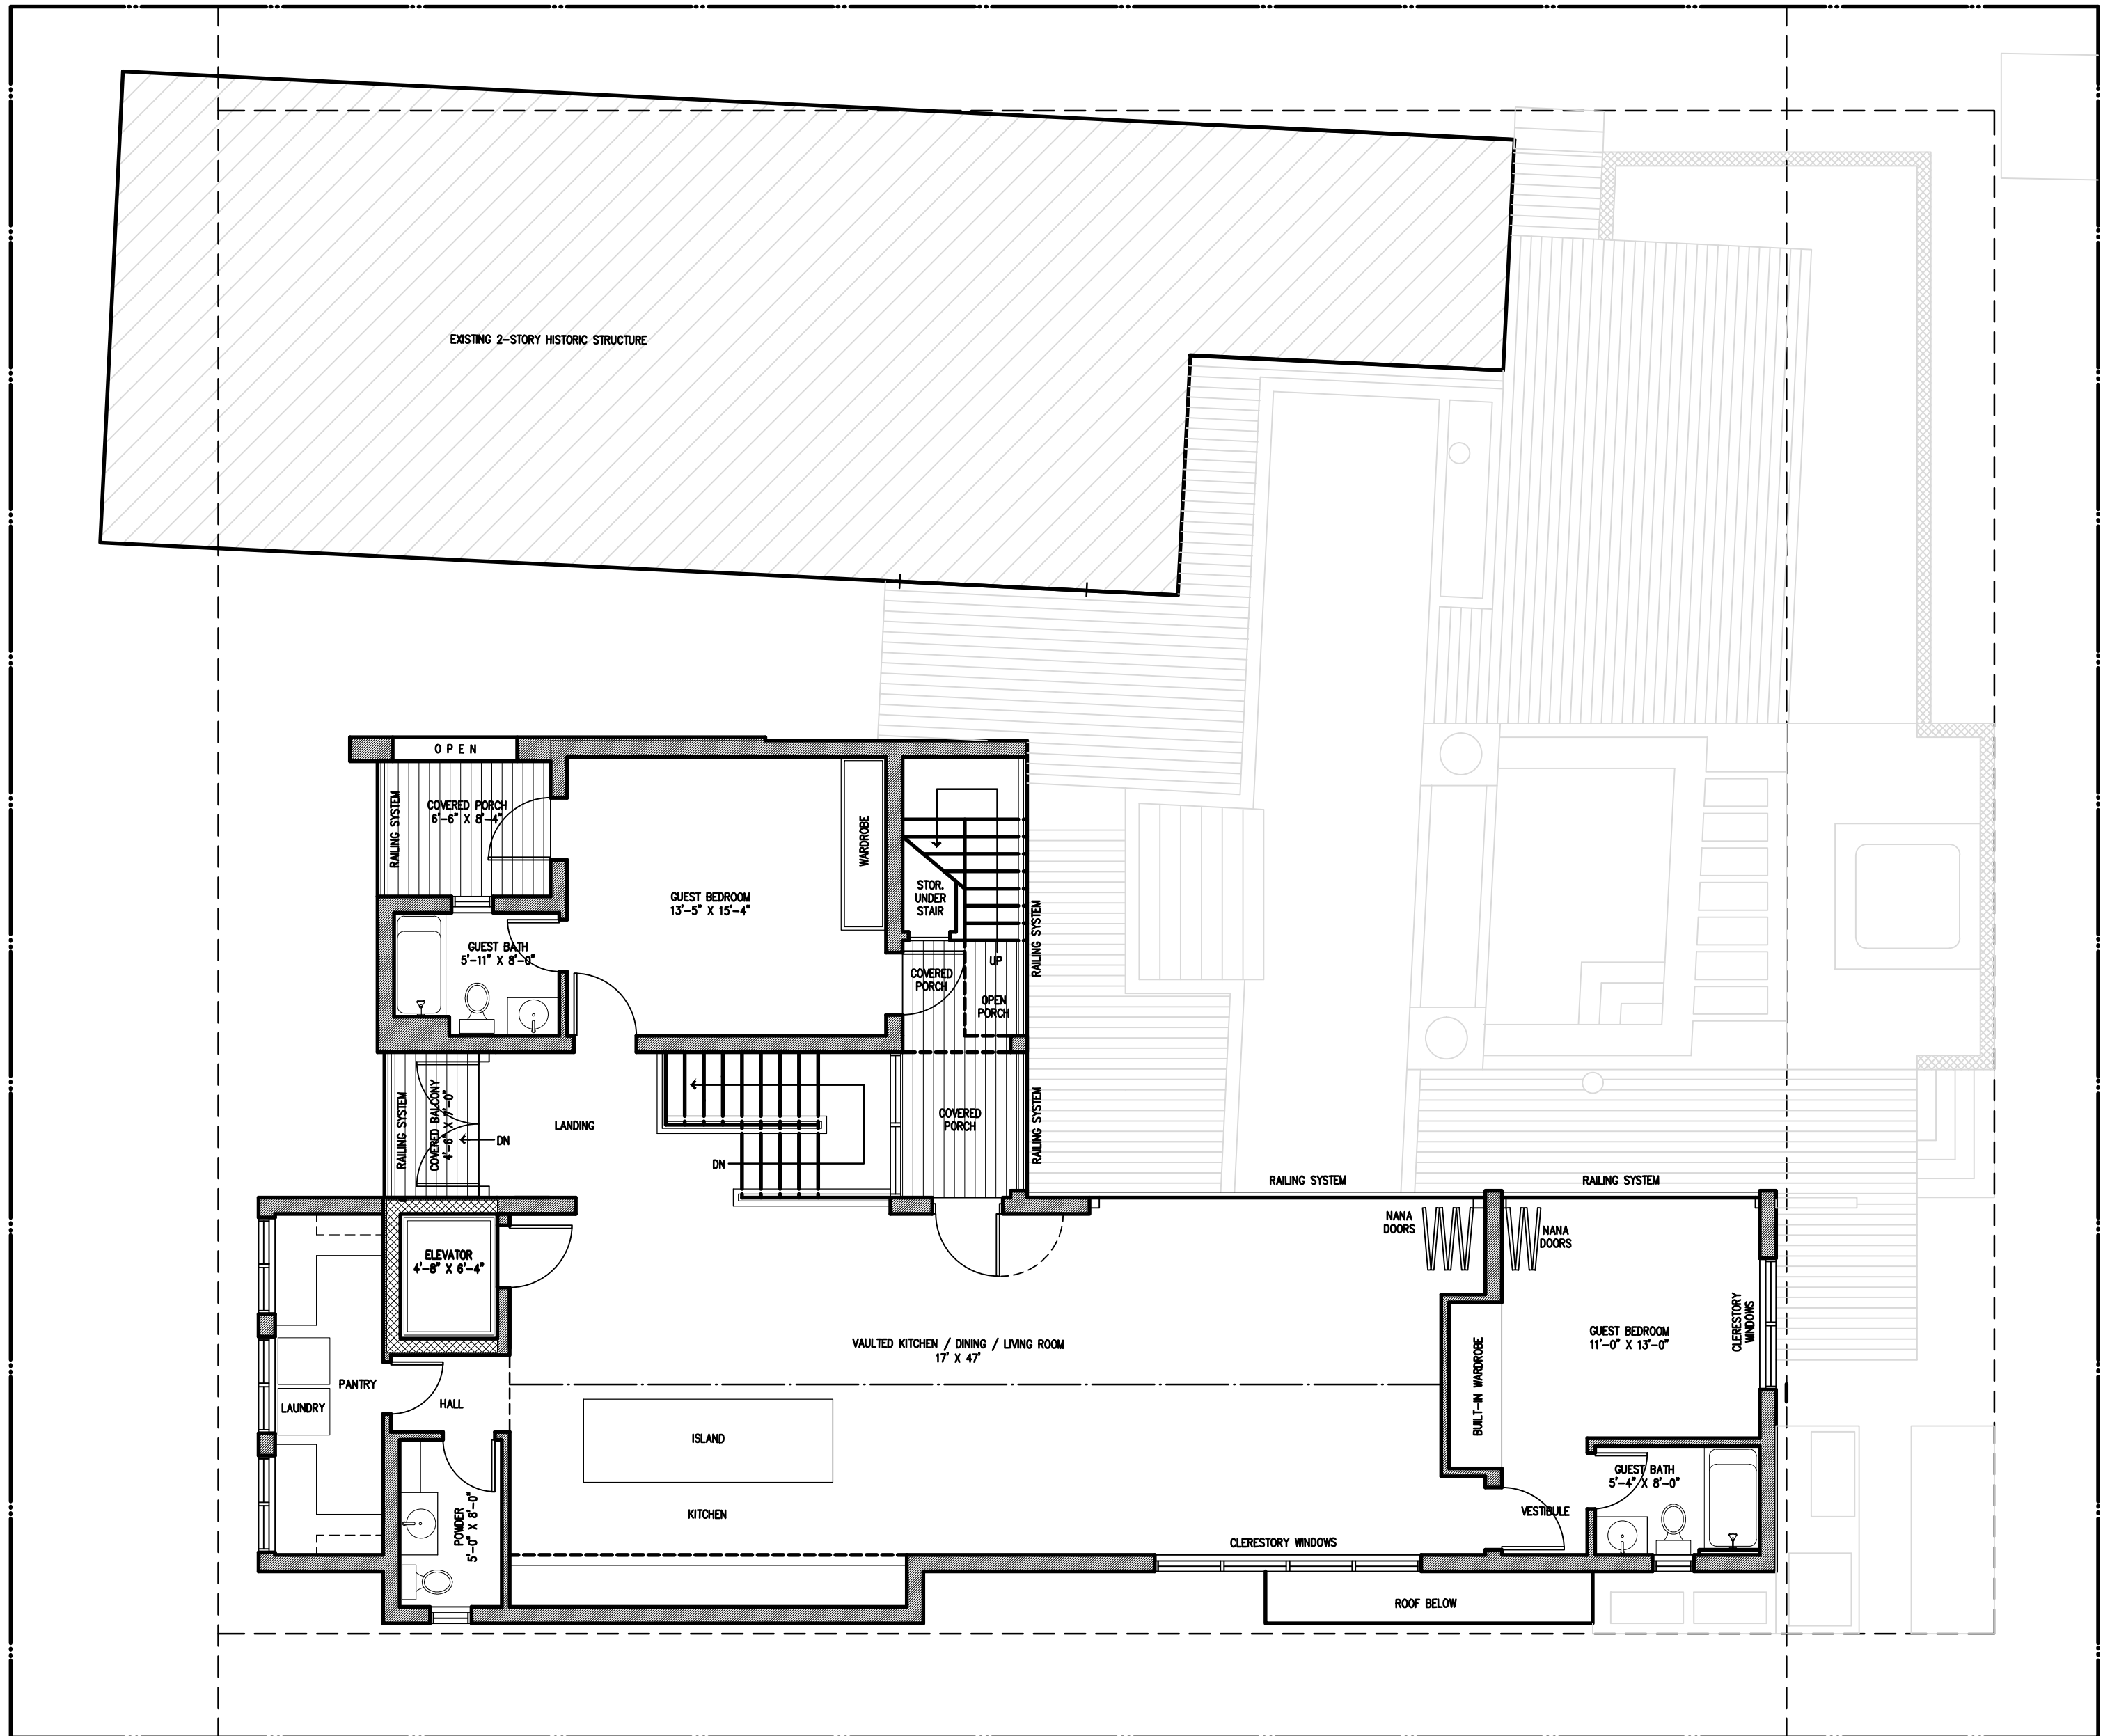 EXISTING 2-STORY HISTORIC STRUCTURE
OPEN
RAILING SYSTEM
COVERED PORCH
6'-6" X 8'-4"
WARDROBE
GUEST BEDROOM
13'-5" X 15'-4"
STOR.
UNDER
STAIR
RAILING SYSTEM
GUEST BATH
5'-11" X 8'-0"
COVERED
PORCH
UP
OPEN
PORCH
RAILING SYSTEM
COVERED BALCONY
4'-6" X 7'-0"
DN
LANDING
DN
COVERED
PORCH
RAILING SYSTEM
RAILING SYSTEM
RAILING SYSTEM
NANA
DOORS
NANA
DOORS
ELEVATOR
4'-8" X 6'-4"
CLERESTORY
WINDOWS
GUEST BEDROOM
11'-0" X 13'-0"
VAULTED KITCHEN / DINING / LIVING ROOM
17' X 47'
BUILT-IN WARDROBE
PANTRY
LAUNDRY
HALL
ISLAND
GUEST BATH
5'-4" X 8'-0"
KITCHEN
VESTIBULE
POWDER
5'-0" X 8'-0"
CLERESTORY WINDOWS
ROOF BELOW